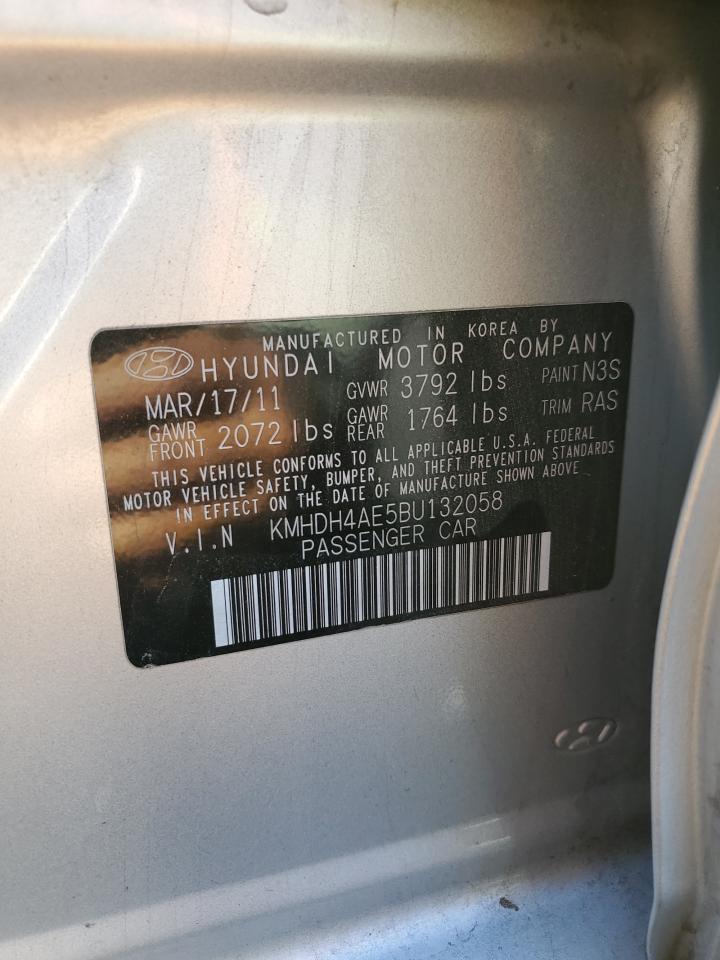 MANUFACTURED IN KOREA BY
HYUNDAI MOTOR COMPANY
MAR/17/11 GVWR 3792 lbs PAINT N3S
GAWR FRONT 2072 lbs GAWR REAR 1764 lbs TRIM RAS
THIS VEHICLE CONFORMS TO ALL APPLICABLE U.S.A. FEDERAL
MOTOR VEHICLE SAFETY, BUMPER, AND THEFT PREVENTION STANDARDS
IN EFFECT ON THE DATE OF MANUFACTURE SHOWN ABOVE
V.I.N KMHDH4AE5BU132058
PASSENGER CAR